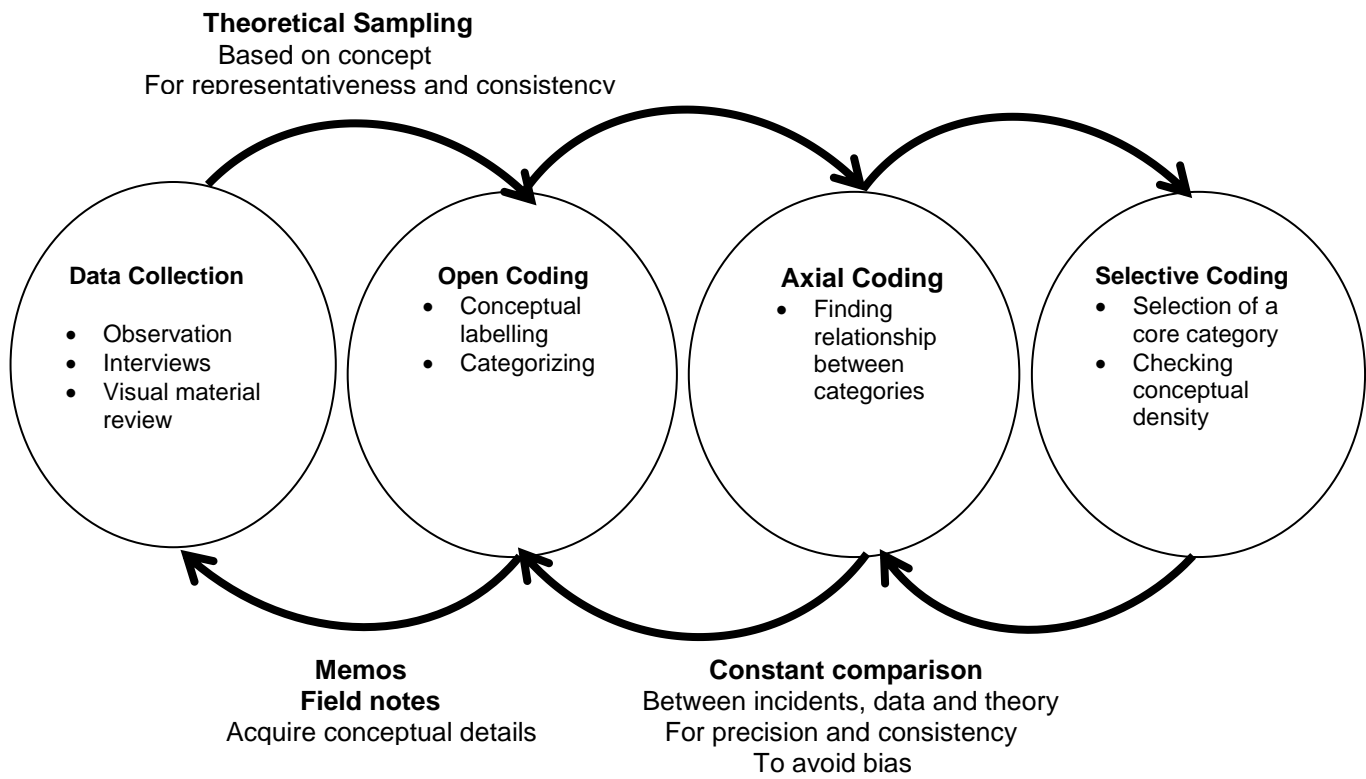 Theoretical Sampling
Based on concept
For representativeness and consistency
Data Collection
• Observation
• Interviews
• Visual material
review
Open Coding
• Conceptual
labelling
• Categorizing
Axial Coding
• Finding
relationship
between
categories
Selective Coding
• Selection of a
core category
• Checking
conceptual
density
Memos
Field notes
Acquire conceptual details
Constant comparison
Between incidents, data and theory
For precision and consistency
To avoid bias